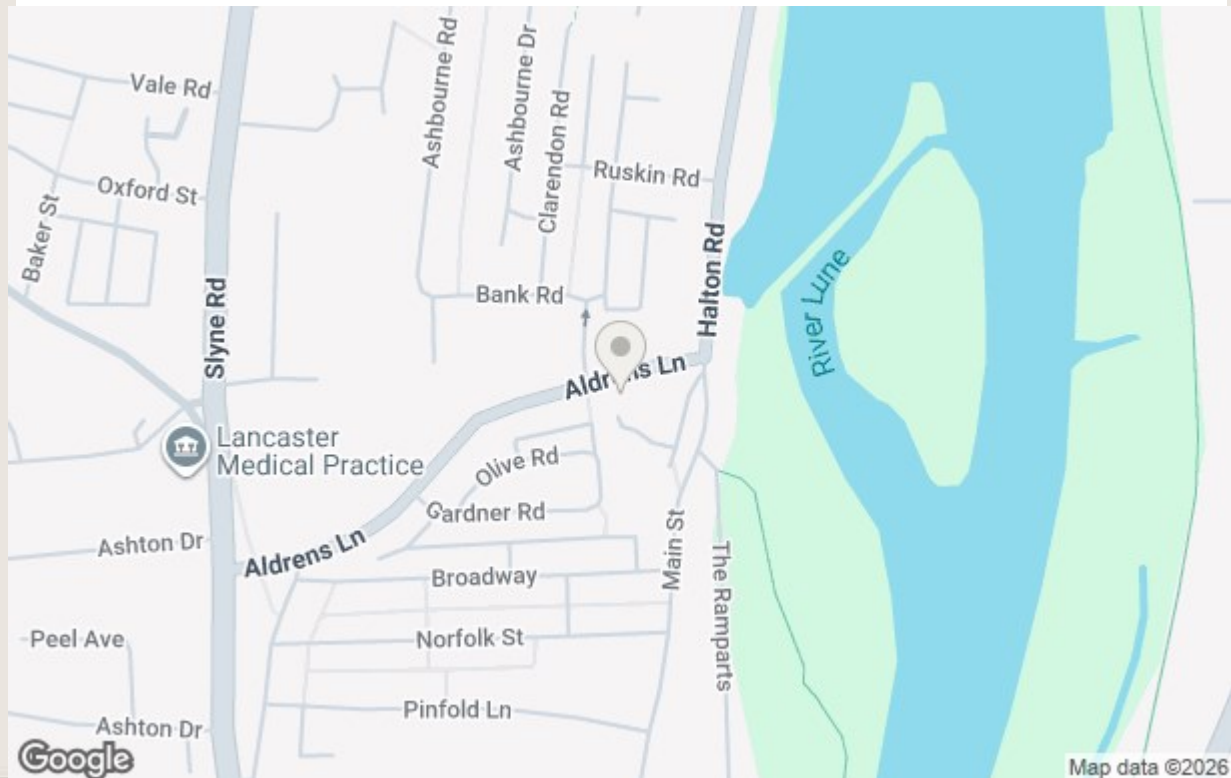 Vale Rd
Ashbourne Rd
Ashbourne Dr
Clarendon Rd
Ruskin Rd
Oxford St
Baker St
Slyne Rd
Bank Rd
Halton Rd
River Lune
Aldrens Ln
Lancaster
Medical Practice
Olive Rd
Gardner Rd
Ashton Dr
Aldrens Ln
Broadway
Main St
The Ramparts
Peel Ave
Norfolk St
Pinfold Ln
Ashton Dr
Google
Map data ©2026